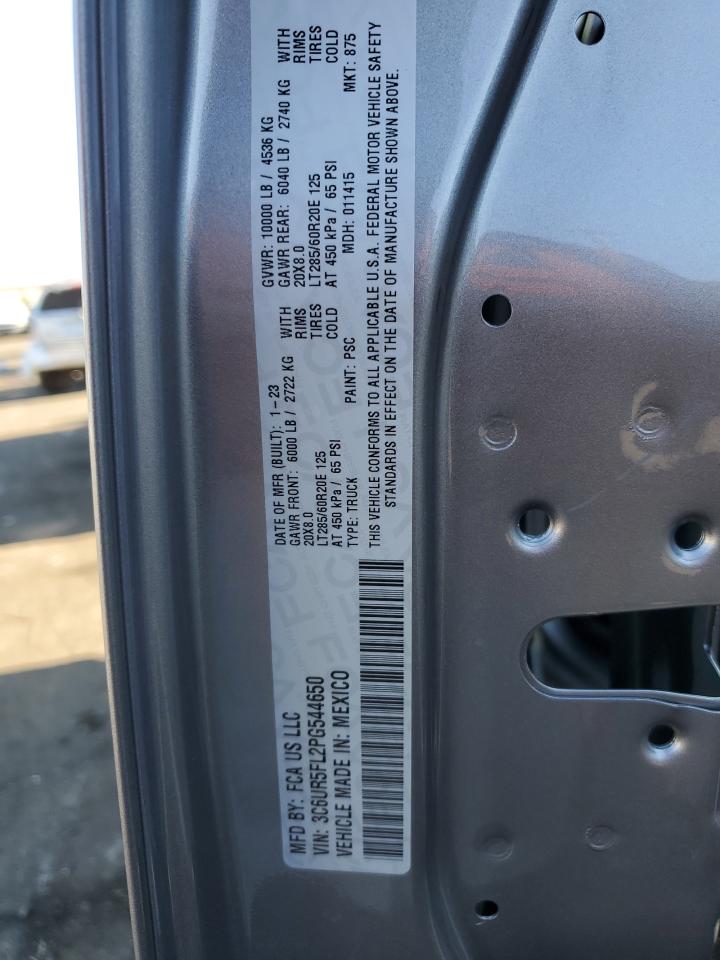 MFD BY: FCA US LLC
DATE OF MFR (BUILT): 1-23
GVWR: 10000 LB / 4536 KG
VIN: 3C6UR5FL2PG544650
GAWR FRONT: 6000 LB / 2722 KG WITH
GAWR REAR: 6040 LB / 2740 KG WITH
VEHICLE MADE IN: MEXICO
20X8.0 RIMS
20X8.0 RIMS
LT285/60R20E 125 TIRES
LT285/60R20E 125 TIRES
AT 450 kPa / 65 PSI COLD
AT 450 kPa / 65 PSI COLD
TYPE: TRUCK PAINT: PSC MDH: 011415 MKT: 875
THIS VEHICLE CONFORMS TO ALL APPLICABLE U.S.A. FEDERAL MOTOR VEHICLE SAFETY
STANDARDS IN EFFECT ON THE DATE OF MANUFACTURE SHOWN ABOVE.